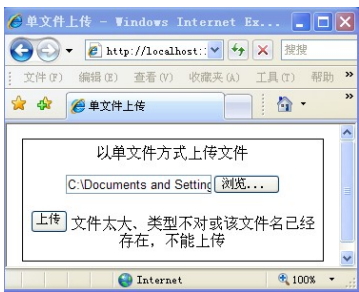 单文件上传 - Windows Internet Ex...
http://localhost:
搜搜
文件(F) 编辑(E) 查看(V) 收藏夹(A) 工具(T) 帮助 »
单文件上传 »
以单文件方式上传文件
C:\Documents and Setting 浏览...
上传 文件太大、类型不对或该文件名己经
存在，不能上传
Internet 100%